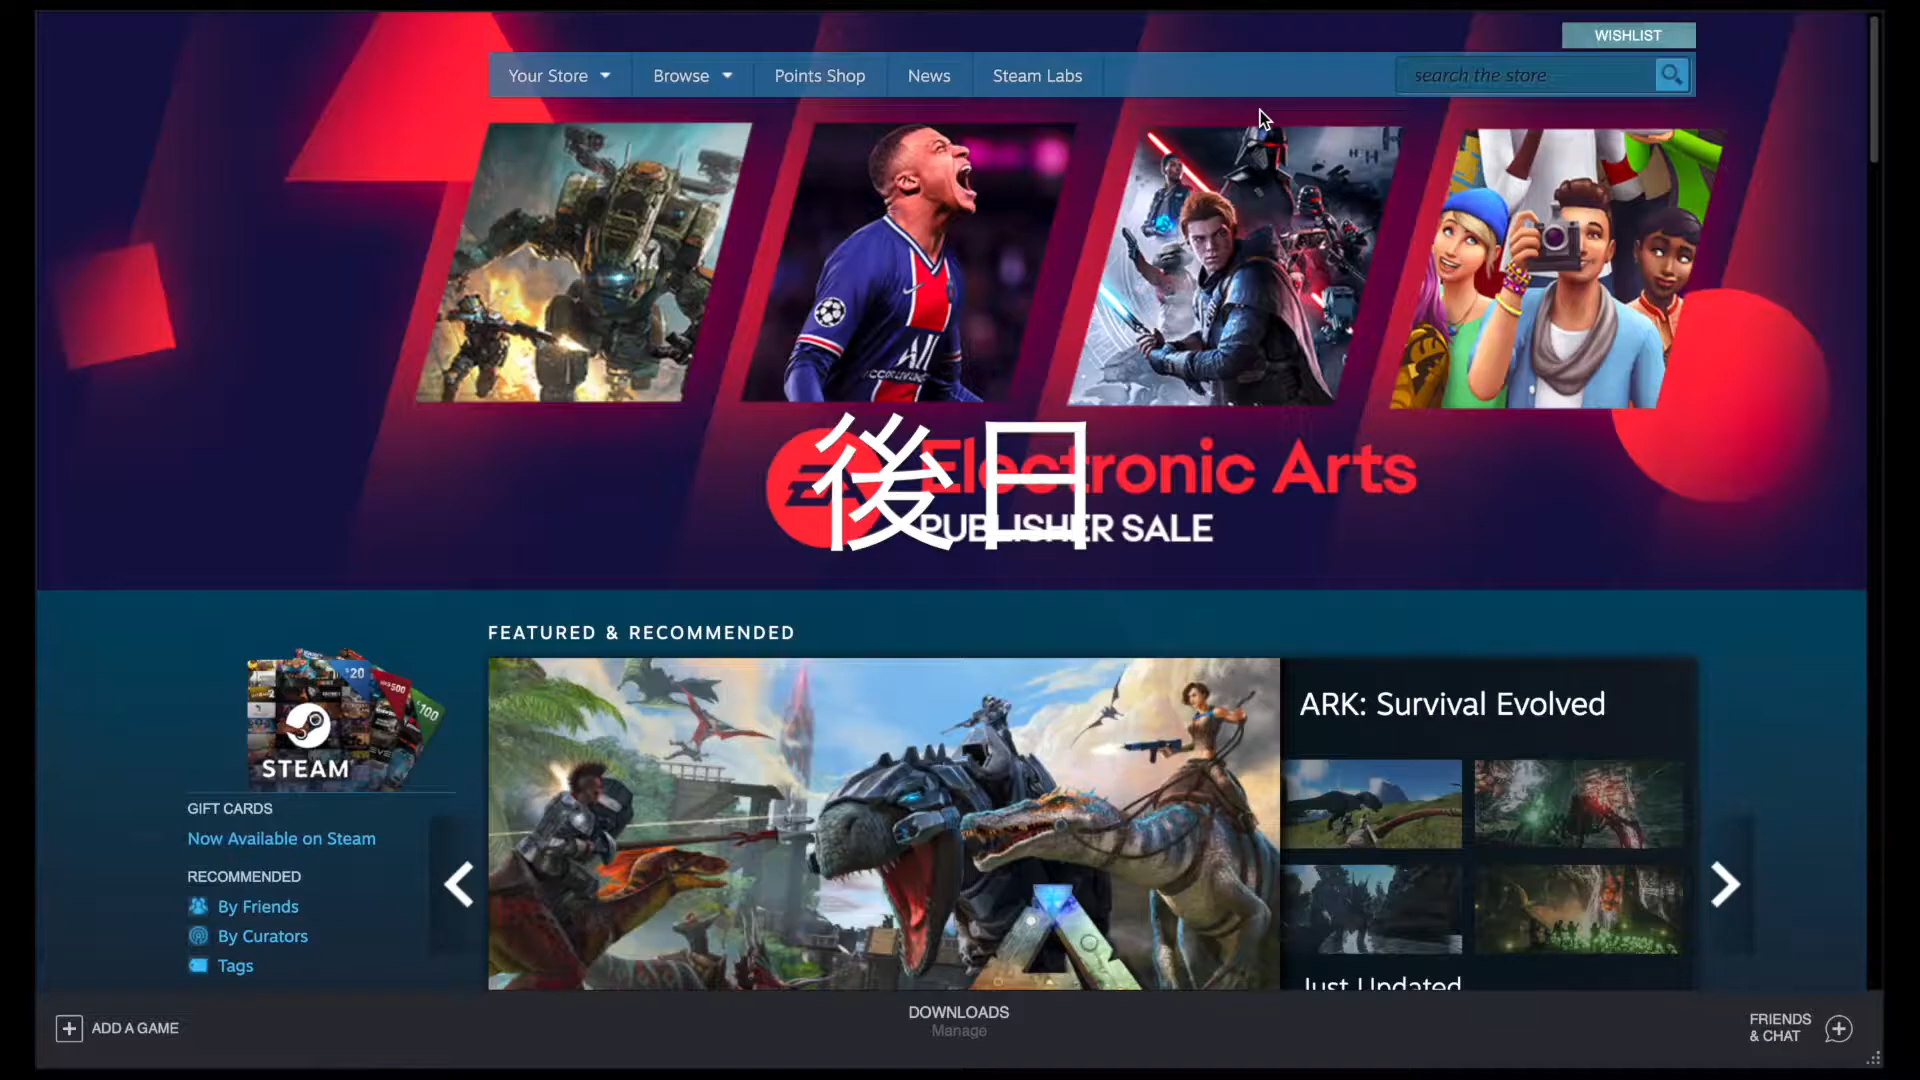 WISHLIST
Your Store
Browse
Points Shop
News
Steam Labs
search the store
後日
EA
Electronic Arts
PUBLISHER SALE
FEATURED & RECOMMENDED
STEAM
GIFT CARDS
Now Available on Steam
RECOMMENDED
By Friends
By Curators
Tags
ARK: Survival Evolved
Just Updated
ADD A GAME
DOWNLOADS
Manage
FRIENDS
& CHAT